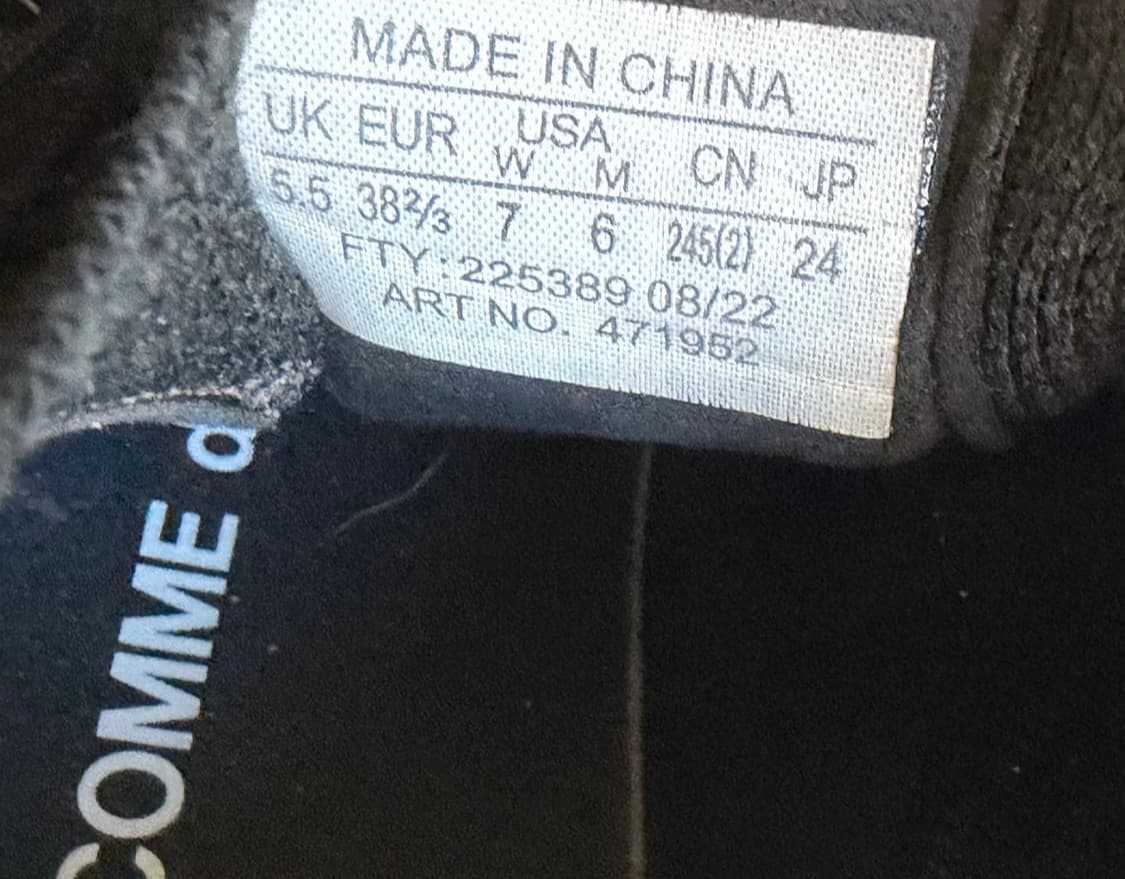 MADE IN CHINA
UK EUR USA CN JP
W M
5.5 38⅔ 7 6 245(2) 24
FTY: 225389 08/22
ART NO. 471952
COMME d